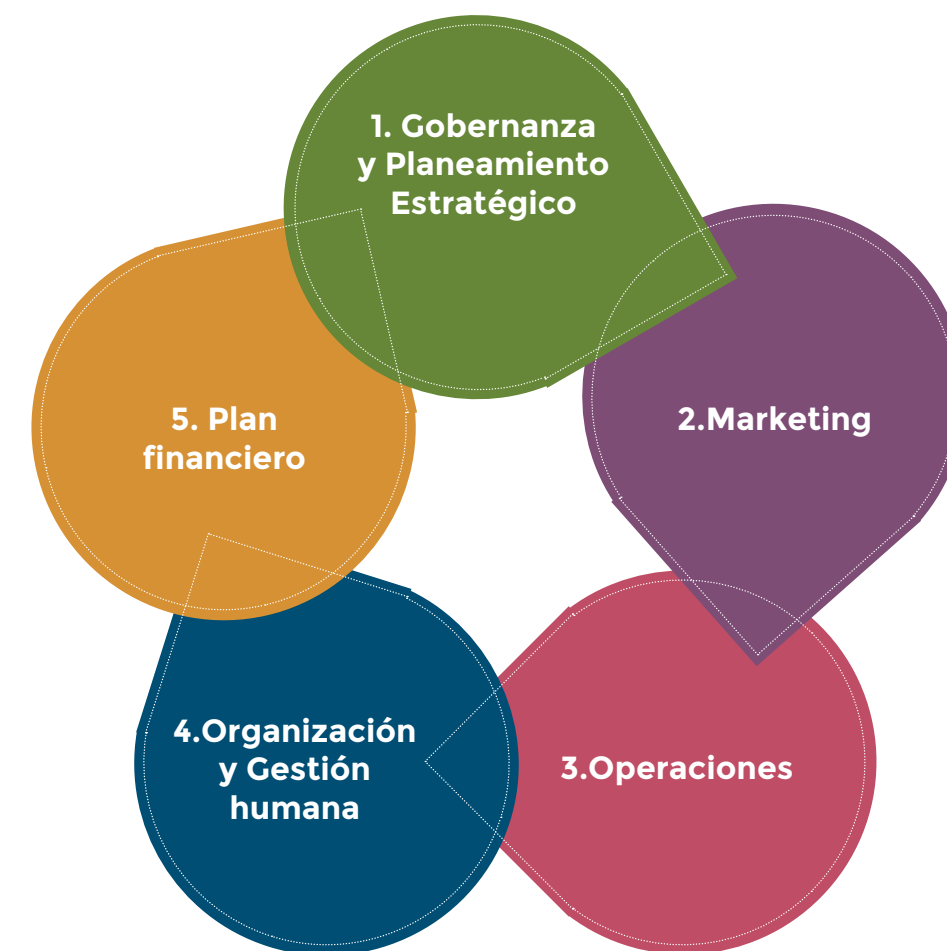 1. Gobernanza
y Planeamiento
Estratégico
2.Marketing
3.Operaciones
4.Organización
y Gestión
humana
5. Plan
financiero